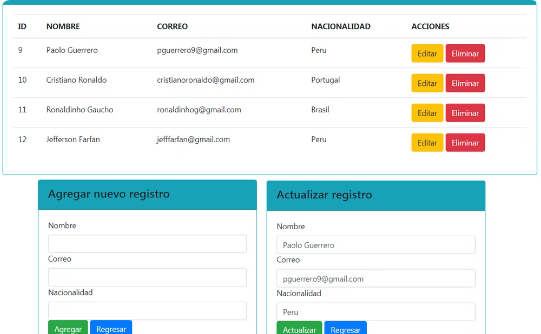 ID NOMBRE CORREO NACIONALIDAD ACCIONES
9 Paolo Guerrero pguerrero9@gmail.com Peru Editar Eliminar
10 Cristiano Ronaldo cristianoronaldo@gmail.com Portugal Editar Eliminar
11 Ronaldinho Gaucho ronaldinhog@gmail.com Brasil Editar Eliminar
12 Jefferson Farfan jefffarfan@gmail.com Peru Editar Eliminar
Agregar nuevo registro
Nombre
Correo
Nacionalidad
Agregar Regresar
Actualizar registro
Nombre
Paolo Guerrero
Correo
pguerrero9@gmail.com
Nacionalidad
Peru
Actualizar Regresar